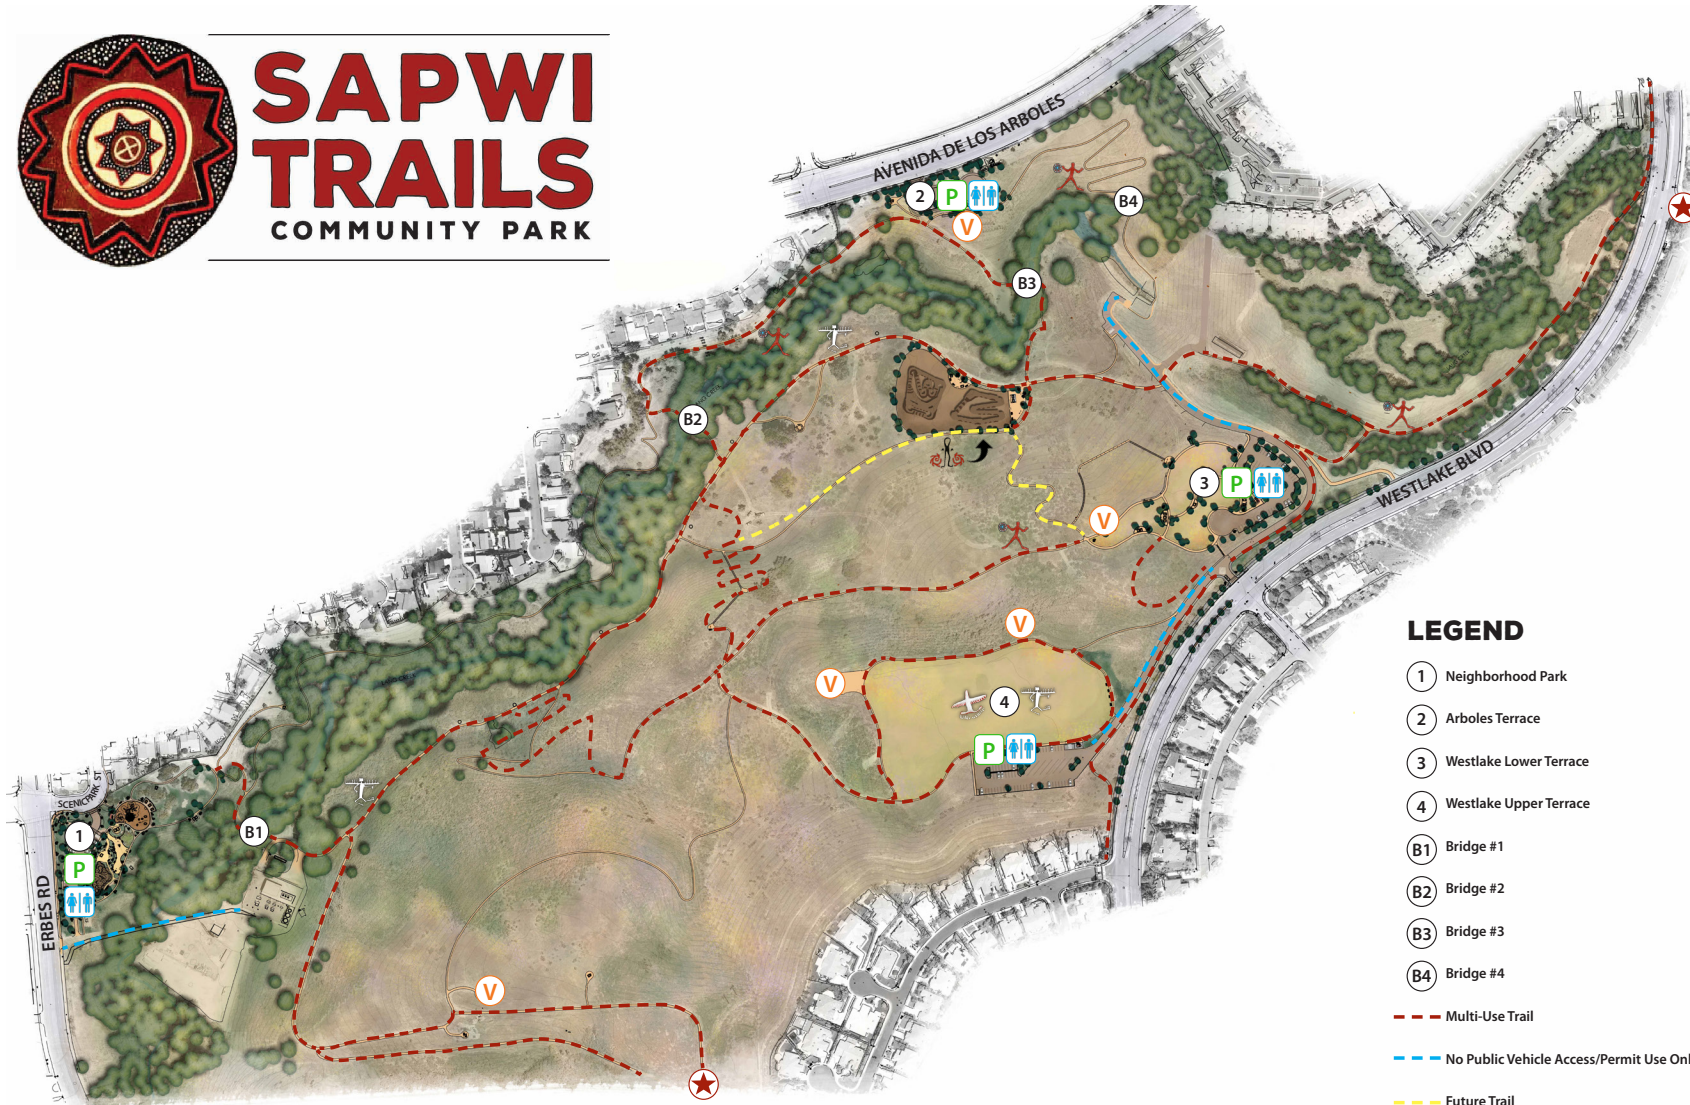 SAPWI
TRAILS
COMMUNITY PARK
AVENIDA DE LOS ARBOLES
2
P
V
B4
B3
B2
3
P
V
WESTLAKE BLVD
V
V
4
P
SCENIC PARK ST
1
P
B1
ERBES RD
V
LEGEND
1 Neighborhood Park
2 Arboles Terrace
3 Westlake Lower Terrace
4 Westlake Upper Terrace
B1 Bridge #1
B2 Bridge #2
B3 Bridge #3
B4 Bridge #4
Multi-Use Trail
No Public Vehicle Access/Permit Use Onl
Future Trail